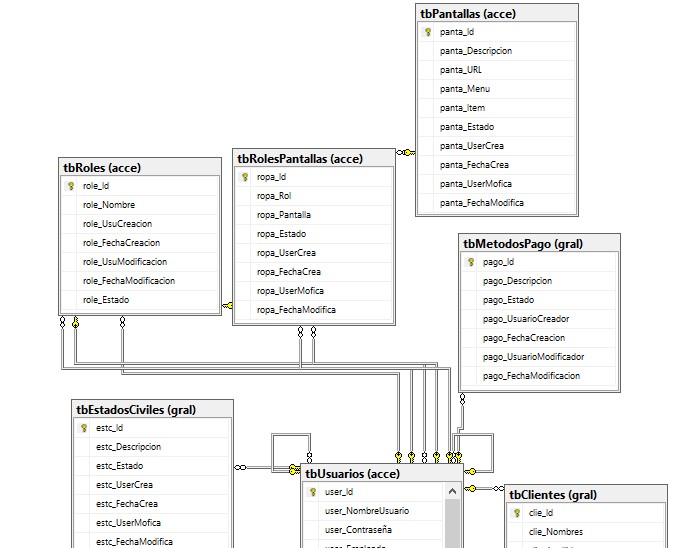 tbPantallas (acce)
panta_Id
panta_Descripcion
panta_URL
panta_Menu
panta_Item
panta_Estado
panta_UserCrea
panta_FechaCrea
panta_UserMofica
panta_FechaModifica
tbRoles (acce)
role_Id
role_Nombre
role_UsuCreacion
role_FechaCreacion
role_UsuModificacion
role_FechaModificacion
role_Estado
tbRolesPantallas (acce)
ropa_Id
ropa_Rol
ropa_Pantalla
ropa_Estado
ropa_UserCrea
ropa_FechaCrea
ropa_UserMofica
ropa_FechaModifica
tbMetodosPago (gral)
pago_Id
pago_Descripcion
pago_Estado
pago_UsuarioCreador
pago_FechaCreacion
pago_UsuarioModificador
pago_FechaModificacion
tbEstadosCiviles (gral)
estc_Id
estc_Descripcion
estc_Estado
estc_UserCrea
estc_FechaCrea
estc_UserMofica
estc_FechaModifica
tbUsuarios (acce)
user_Id
user_NombreUsuario
user_Contraseña
user_Empleado
tbClientes (gral)
clie_Id
clie_Nombres